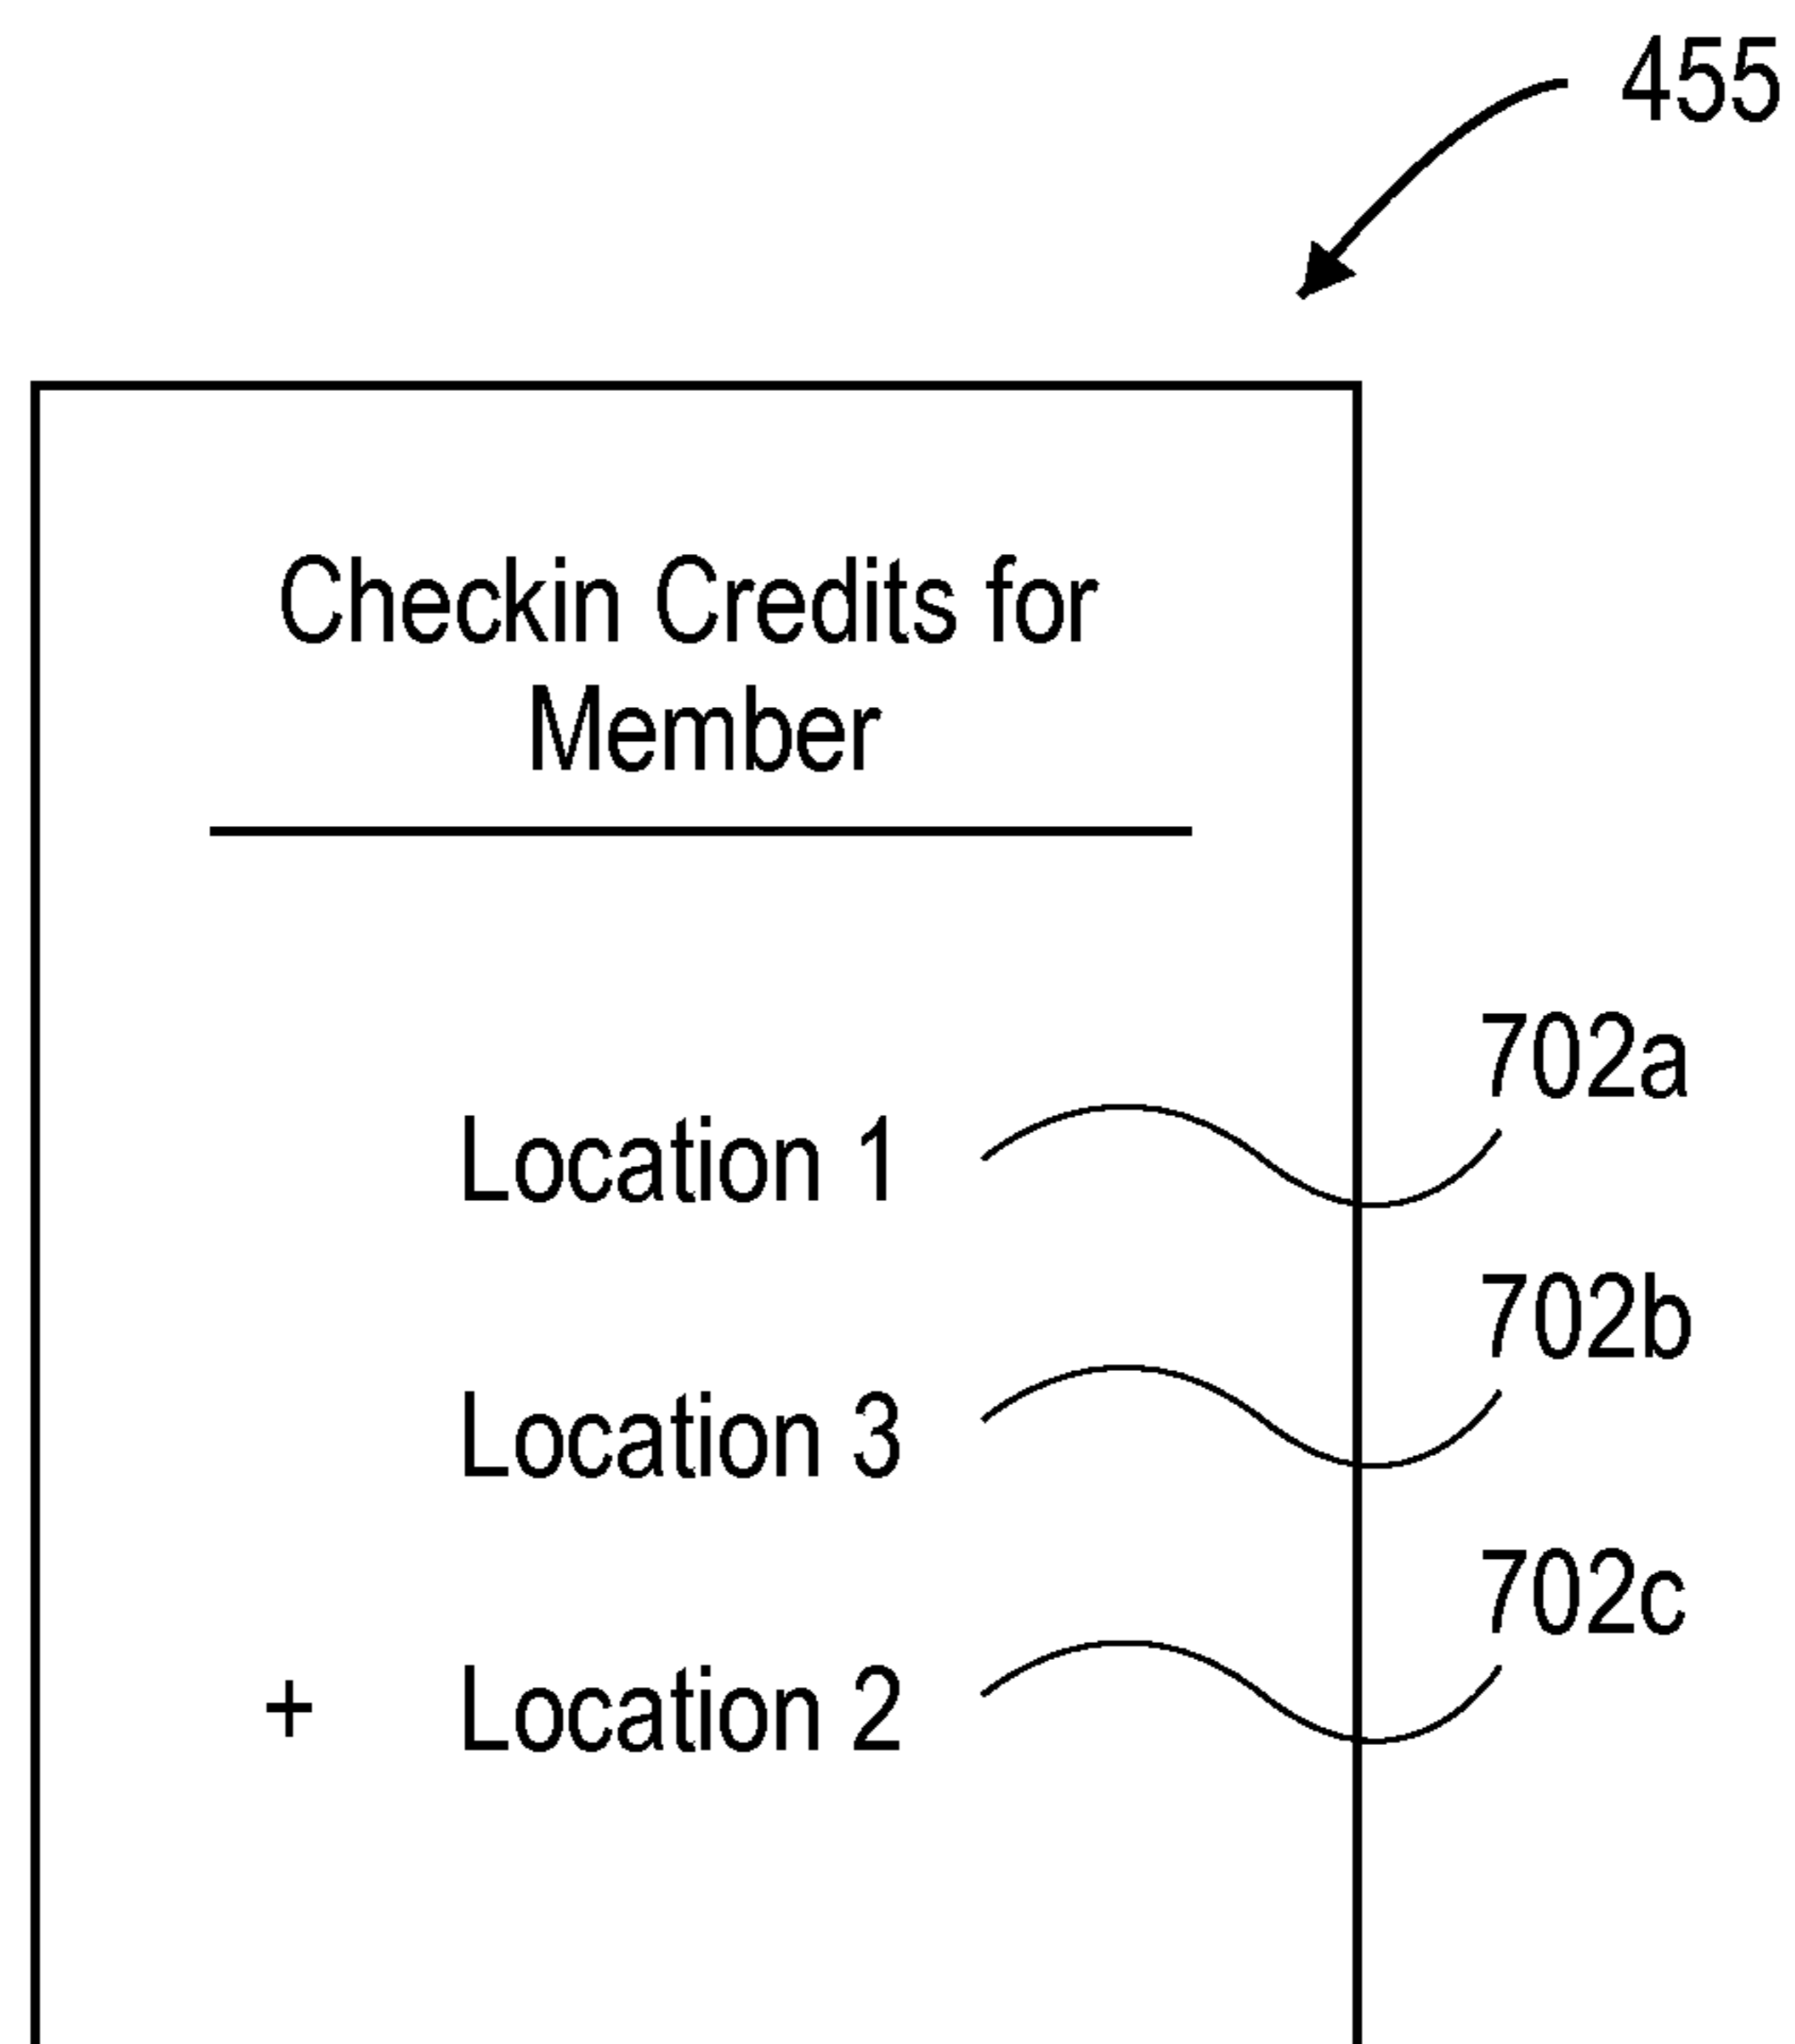 455
Checkin Credits for
Member
702a
Location 1
702b
Location 3
702c
+ Location 2